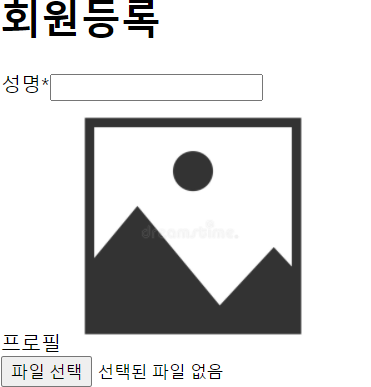 회원등록
성명*
dreamstime.
프로필
파일 선택 선택된 파일 없음